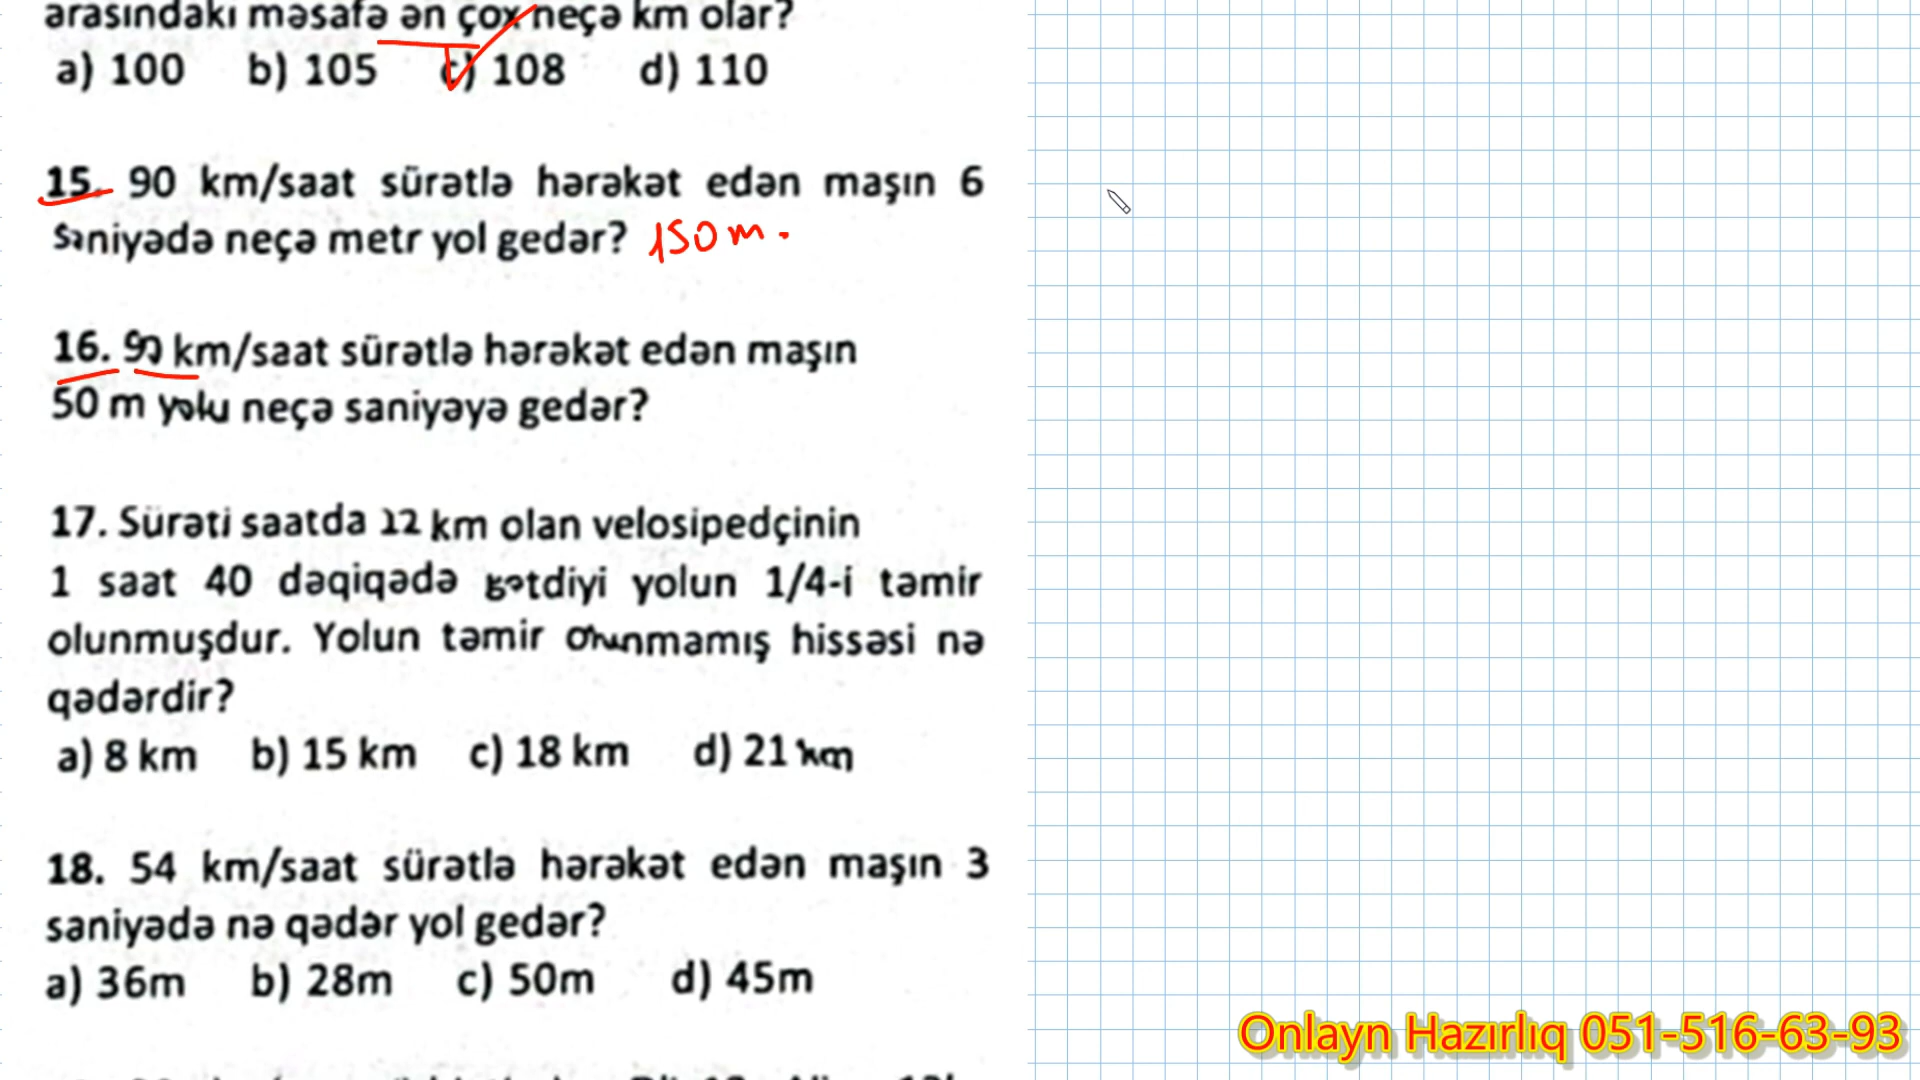 arasındakı məsafə ən çox neçə km olar?
a) 100 b) 105 c) 108 d) 110
15. 90 km/saat sürətlə hərəkət edən maşın 6
saniyədə neçə metr yol gedər? 150 m.
16. 90 km/saat sürətlə hərəkət edən maşın
50 m yolu neçə saniyəyə gedər?
17. Sürəti saatda 12 km olan velosipedçinin
1 saat 40 dəqiqədə getdiyi yolun 1/4-i təmir
olunmuşdur. Yolun təmir olunmamış hissəsi nə
qədərdir?
a) 8 km b) 15 km c) 18 km d) 21 km
18. 54 km/saat sürətlə hərəkət edən maşın 3
saniyədə nə qədər yol gedər?
a) 36m b) 28m c) 50m d) 45m
Onlayn Hazırlıq 051-516-63-93